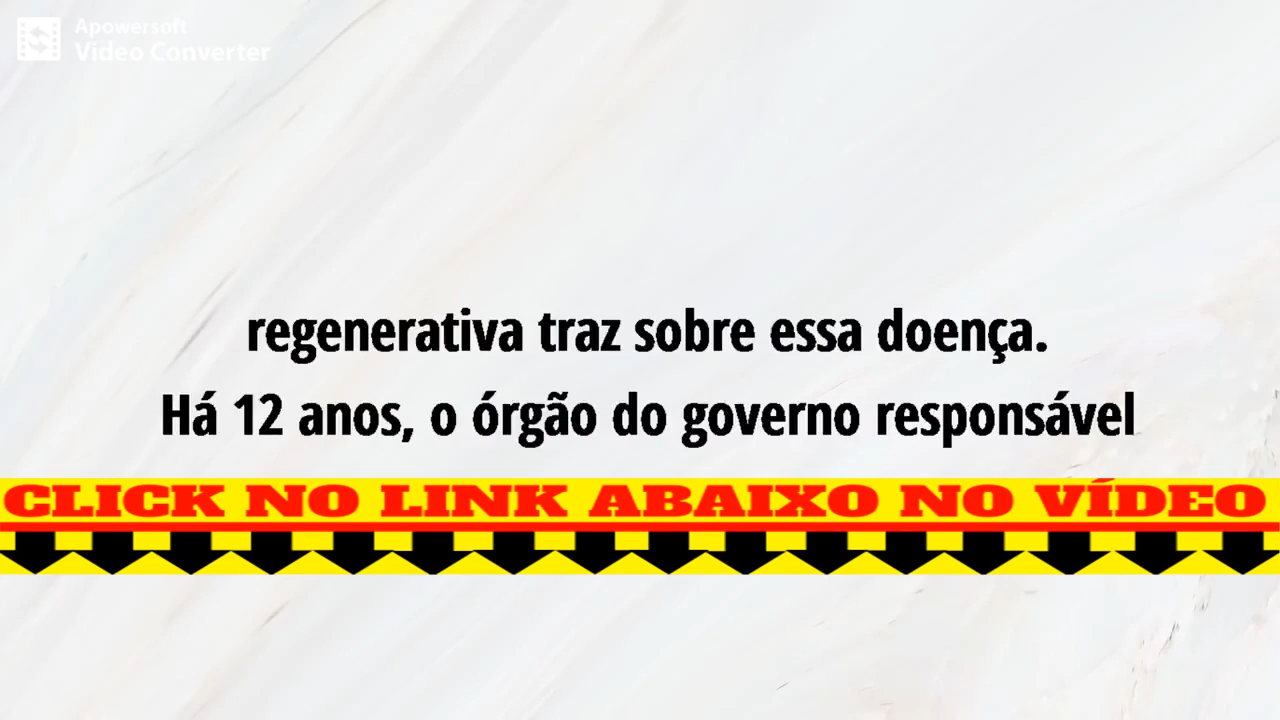 Apowersoft
Video Converter
regenerativa traz sobre essa doença.
Há 12 anos, o órgão do governo responsável
CLICK NO LINK ABAIXO NO VÍDEO